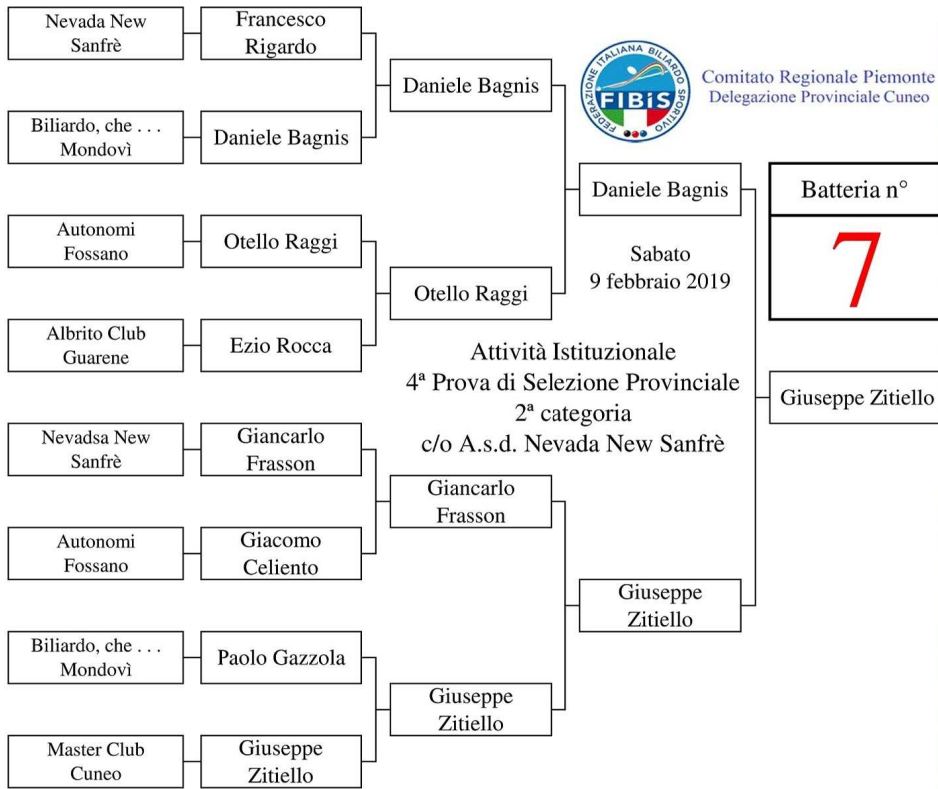 Nevada New
Sanfrè
Francesco
Rigardo
Biliardo, che . . .
Mondovì
Daniele Bagnis
Autonomi
Fossano
Otello Raggi
Albrito Club
Guarene
Ezio Rocca
Nevadsa New
Sanfrè
Giancarlo
Frasson
Autonomi
Fossano
Giacomo
Celiento
Biliardo, che . . .
Mondovì
Paolo Gazzola
Master Club
Cuneo
Giuseppe
Zitiello
Daniele Bagnis
Otello Raggi
Giancarlo
Frasson
Giuseppe
Zitiello
FEDERAZIONE ITALIANA BILIARDO SPORTIVO
FIBiS
Comitato Regionale Piemonte
Delegazione Provinciale Cuneo
Daniele Bagnis
Sabato
9 febbraio 2019
Attività Istituzionale
4ª Prova di Selezione Provinciale
2ª categoria
c/o A.s.d. Nevada New Sanfrè
Giuseppe
Zitiello
Batteria n°
7
Giuseppe Zitiello